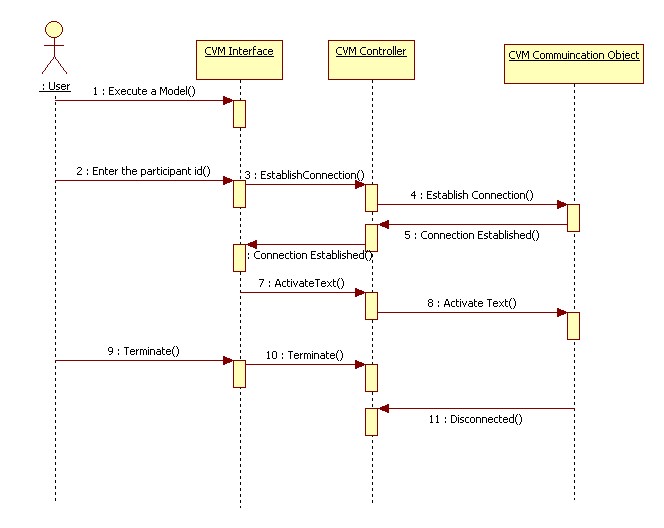 CVM Interface
CVM Controller
CVM Commuincation Object
: User
1 : Execute a Model()
2 : Enter the participant id()
3 : EstablishConnection()
4 : Establish Connection()
5 : Connection Established()
: Connection Established()
7 : ActivateText()
8 : Activate Text()
9 : Terminate()
10 : Terminate()
11 : Disconnected()